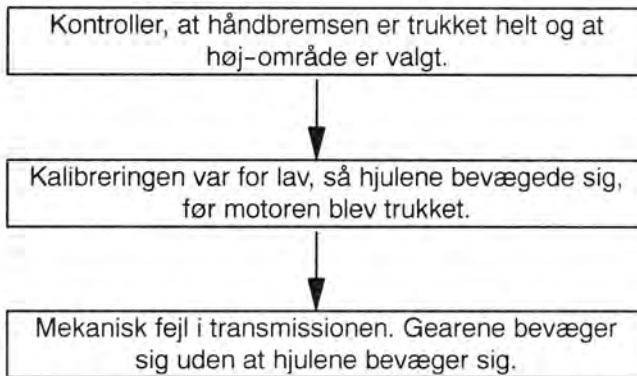 Kontroller, at håndbremsen er trukket helt og at
høj-område er valgt.
Kalibreringen var for lav, så hjulene bevægede sig,
før motoren blev trukket.
Mekanisk fejl i transmissionen. Gearene bevæger
sig uden at hjulene bevæger sig.